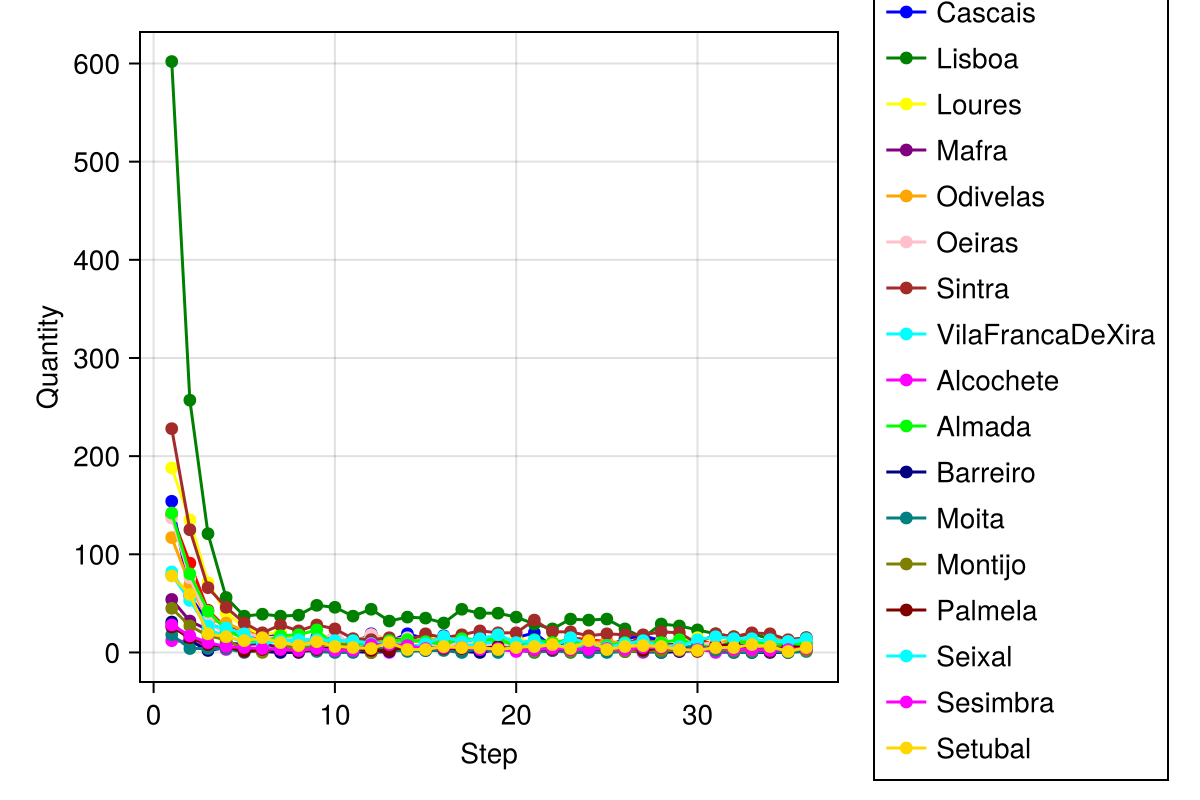 600
500
400
300
200
100
0
Quantity
0
10
20
30
Step
Cascais
Lisboa
Loures
Mafra
Odivelas
Oeiras
Sintra
VilaFrancaDeXira
Alcochete
Almada
Barreiro
Moita
Montijo
Palmela
Seixal
Sesimbra
Setubal